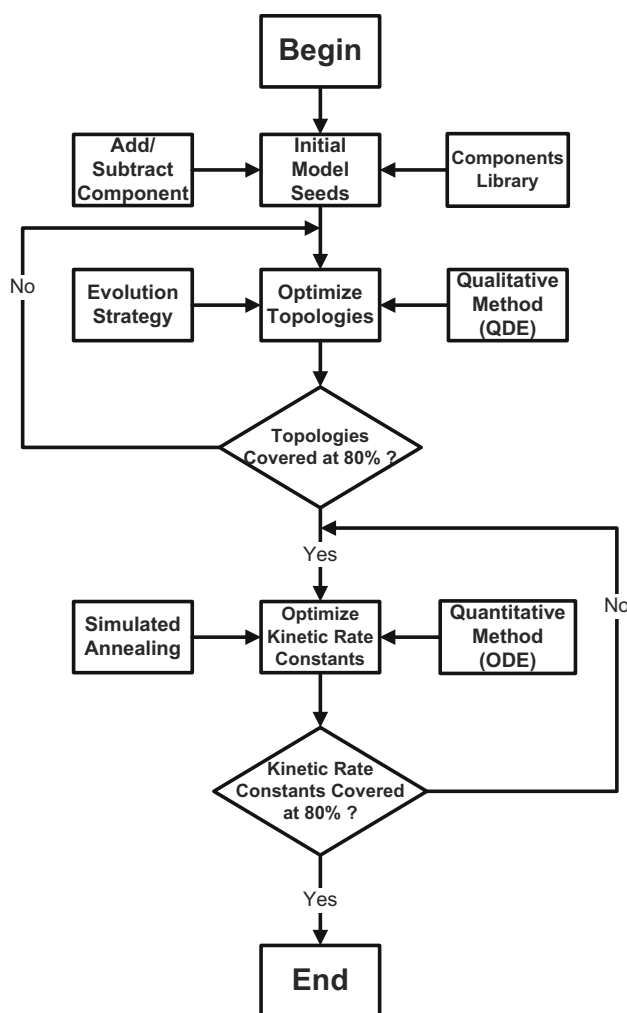 Begin
Add/
Subtract
Component
Initial
Model
Seeds
Components
Library
No
Evolution
Strategy
Optimize
Topologies
Qualitative
Method
(QDE)
Topologies
Covered at 80% ?
Yes
No
Simulated
Annealing
Optimize
Kinetic Rate
Constants
Quantitative
Method
(ODE)
Kinetic Rate
Constants Covered
at 80% ?
Yes
End